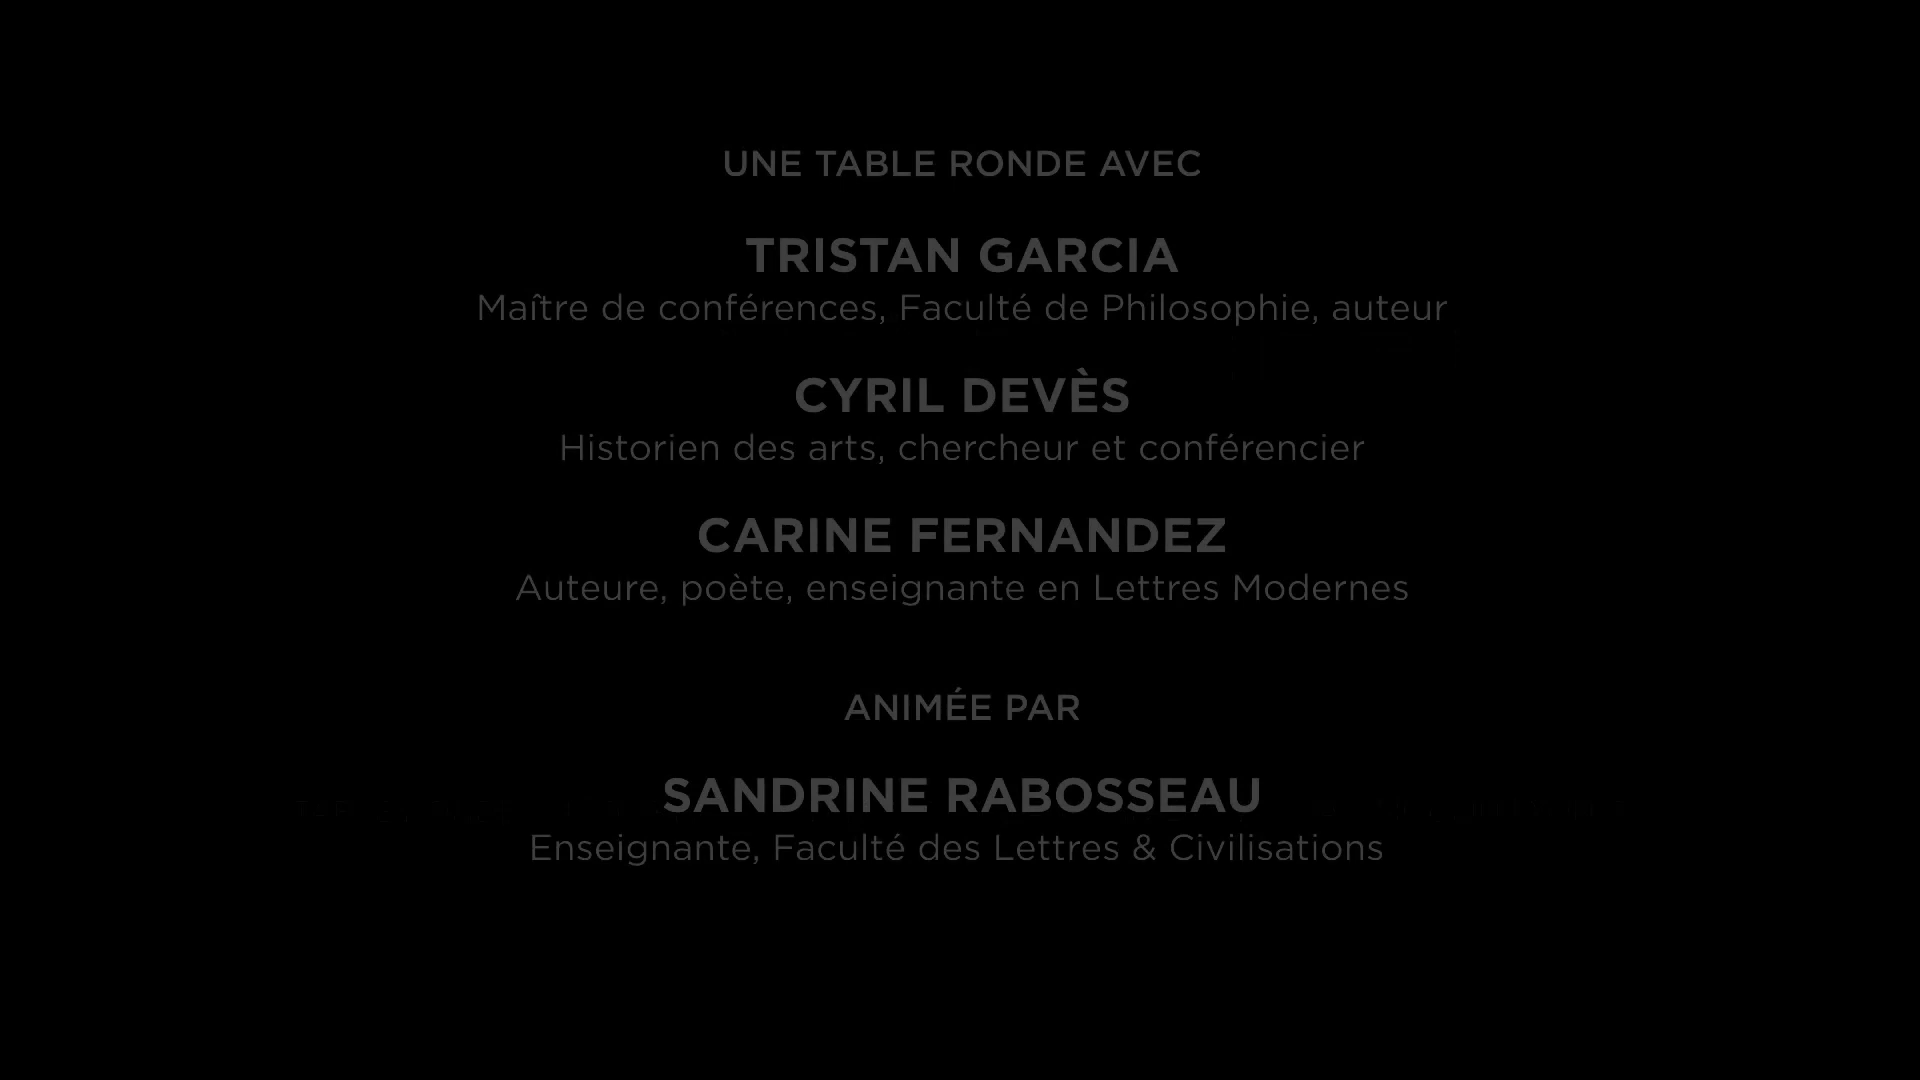 UNE TABLE RONDE AVEC
TRISTAN GARCIA
Maître de conférences, Faculté de Philosophie, auteur
CYRIL DEVÈS
Historien des arts, chercheur et conférencier
CARINE FERNANDEZ
Auteure, poète, enseignante en Lettres Modernes
ANIMÉE PAR
SANDRINE RABOSSEAU
Enseignante, Faculté des Lettres & Civilisations